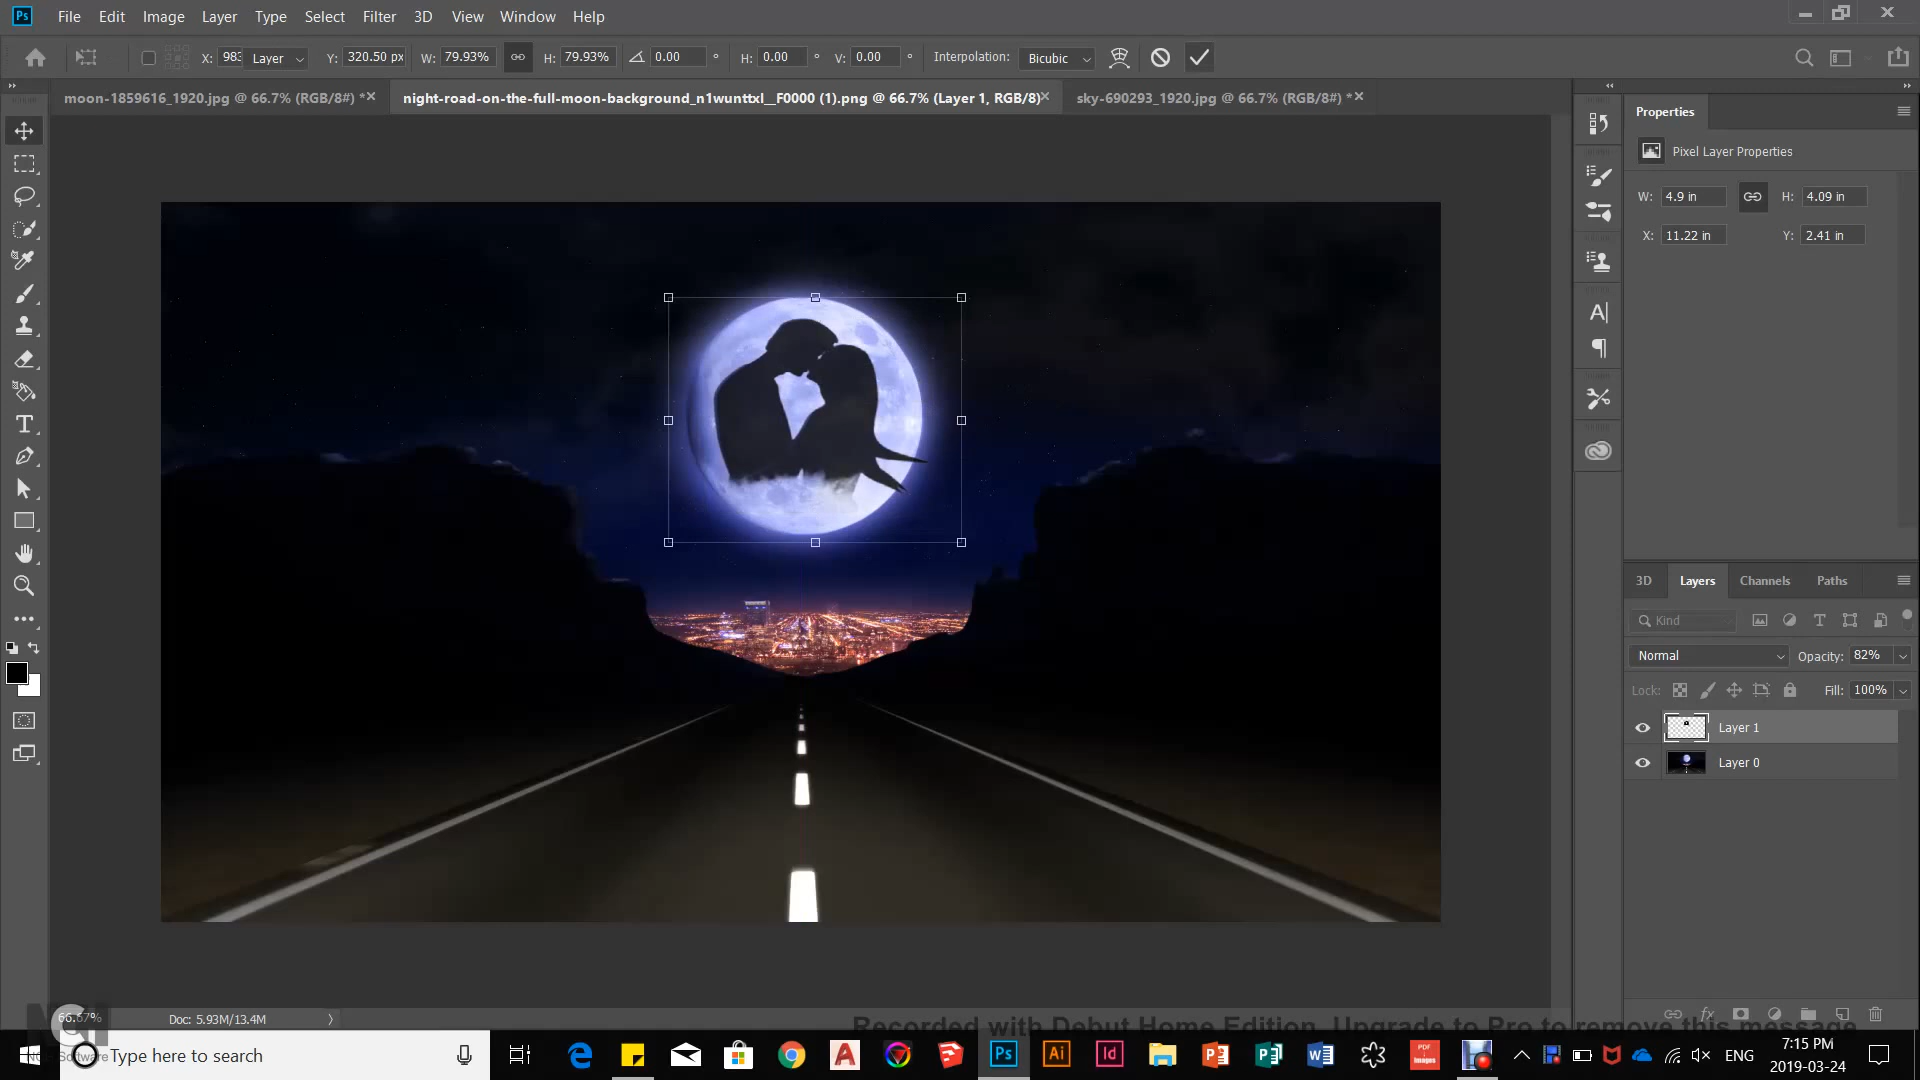 Ps File Edit Image Layer Type Select Filter 3D View Window Help
X: 983 Layer Y: 320.50 px W: 79.93% H: 79.93% 0.00 ° H: 0.00 ° V: 0.00 ° Interpolation: Bicubic
moon-1859616_1920.jpg @ 66.7% (RGB/8#) * night-road-on-the-full-moon-background_n1wunttxl__F0000 (1).png @ 66.7% (Layer 1, RGB/8) sky-690293_1920.jpg @ 66.7% (RGB/8#) *
Properties
Pixel Layer Properties
W: 4.9 in H: 4.09 in
X: 11.22 in Y: 2.41 in
3D Layers Channels Paths
Kind
Normal Opacity: 82%
Lock: Fill: 100%
Layer 1
Layer 0
66.67% Doc: 5.93M/13.4M
Recorded with Debut Home Edition. Upgrade to Pro to remove this message
NCH Software
Type here to search
Ps Ai Id
ENG
7:15 PM
2019-03-24